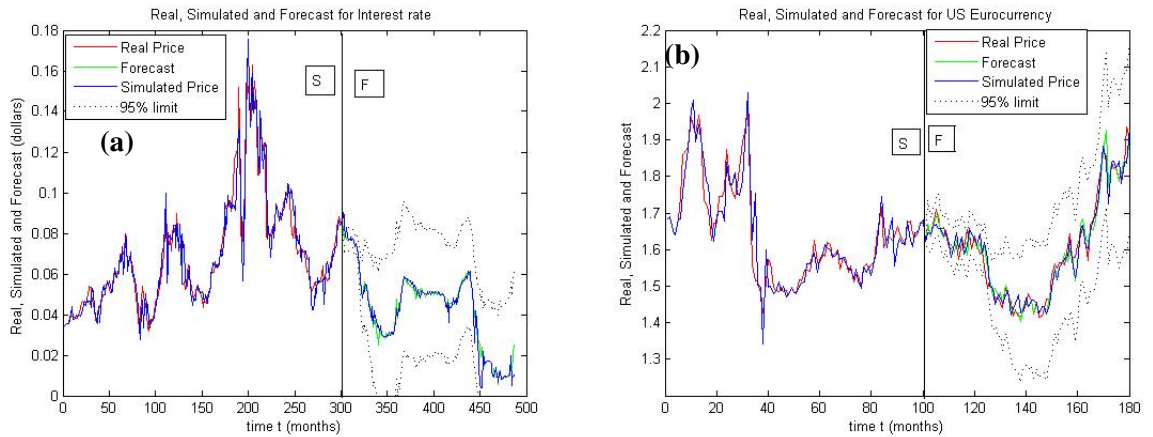 Real, Simulated and Forecast for Interest rate
Real, Simulated and Forecast (dollars)
0.18
0.16
0.14
0.12
0.1
0.08
0.06
0.04
0.02
0
Real Price
Forecast
Simulated Price
95% limit
(a)
S
F
0 50 100 150 200 250 300 350 400 450 500
time t (months)
Real, Simulated and Forecast for US Eurocurrency
Real, Simulated and Forecast
2.2
2.1
2
1.9
1.8
1.7
1.6
1.5
1.4
1.3
(b)
Real Price
Forecast
Simulated Price
95% limit
S
F
0 20 40 60 80 100 120 140 160 180
time t (months)